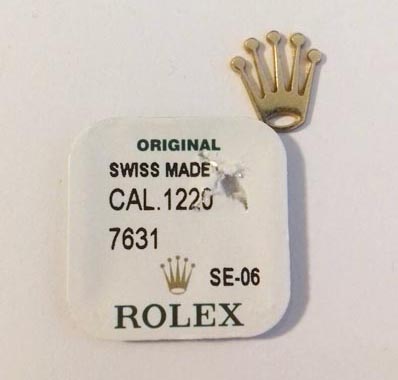 ORIGINAL
SWISS MADE
CAL.1220
7631
SE-06
ROLEX